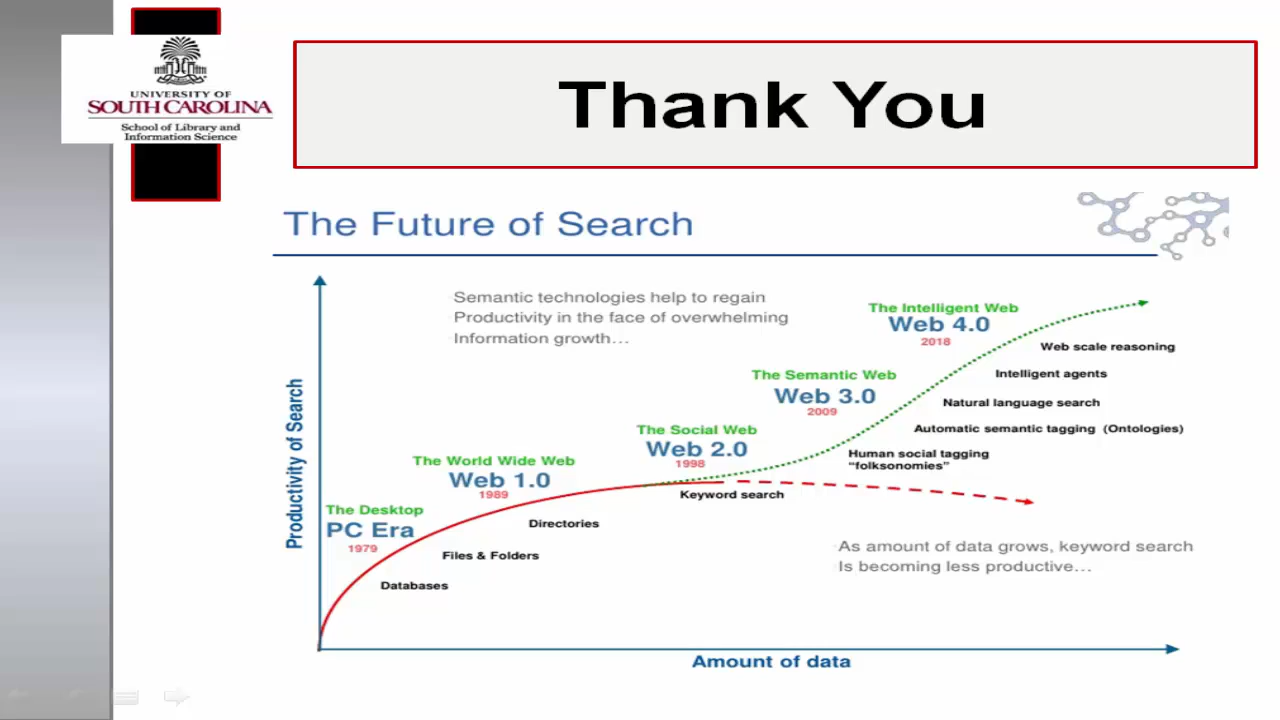 UNIVERSITY OF
SOUTH CAROLINA
School of Library and
Information Science
Thank You
The Future of Search
Semantic technologies help to regain
Productivity in the face of overwhelming
Information growth…
The Intelligent Web
Web 4.0
2018
Web scale reasoning
Intelligent agents
The Semantic Web
Web 3.0
2009
Natural language search
Automatic semantic tagging (Ontologies)
The Social Web
Web 2.0
1998
Human social tagging
“folksonomies”
The World Wide Web
Web 1.0
1989
Keyword search
The Desktop
PC Era
1979
Directories
Files & Folders
Databases
As amount of data grows, keyword search
Is becoming less productive…
Productivity of Search
Amount of data